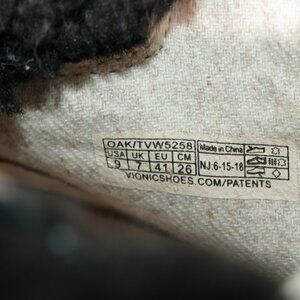 OAK/TVW5258
USA UK EU CM
9 7 41 26
Made in China
NJ:6-15-18
VIONICSHOES.COM/PATENTS